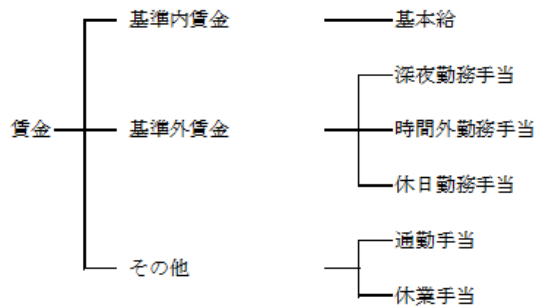 基準内賃金 基本給
深夜勤務手当
賃金 基準外賃金 時間外勤務手当
休日勤務手当
通勤手当
その他
休業手当